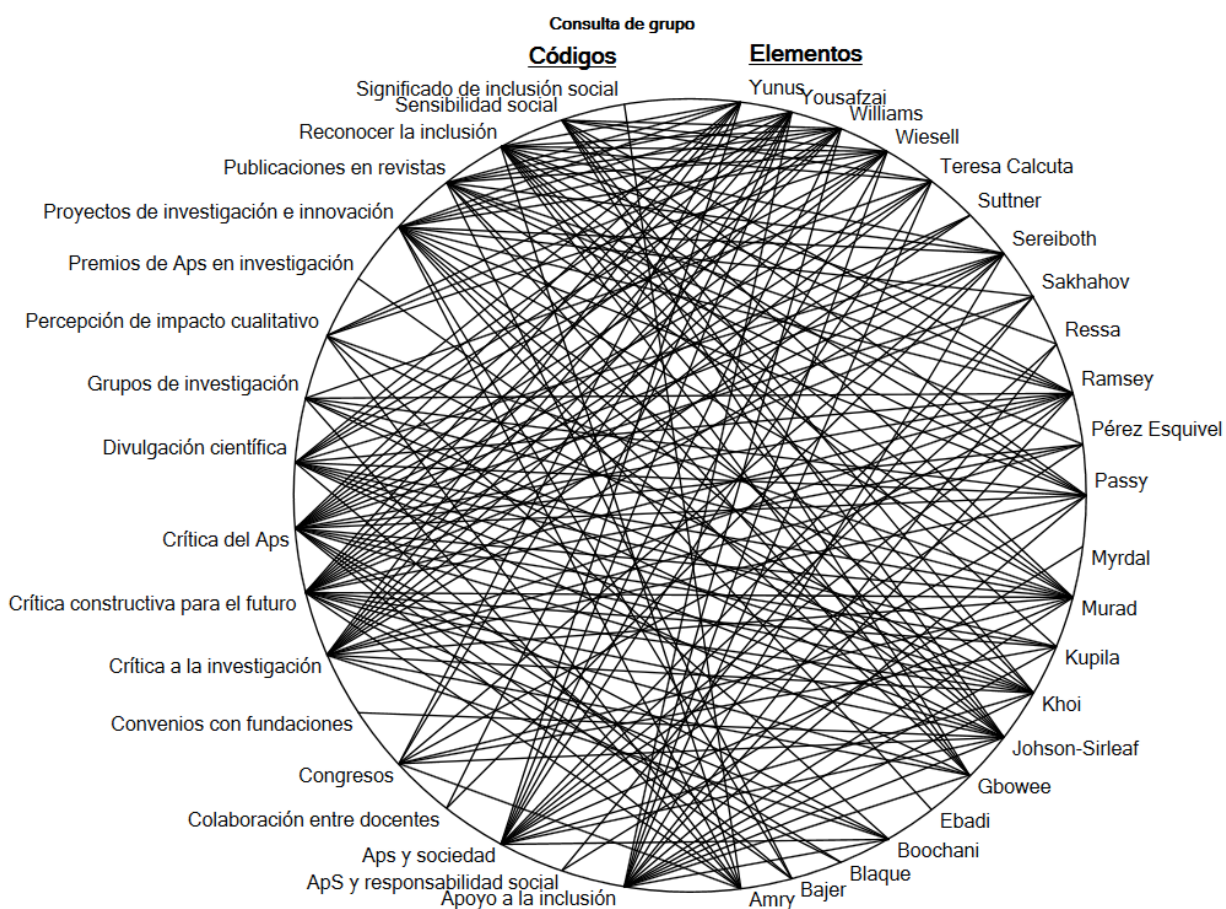 Consulta de grupo
Códigos
Elementos
Significado de inclusión social
Sensibilidad social
Reconocer la inclusión
Publicaciones en revistas
Proyectos de investigación e innovación
Premios de Aps en investigación
Percepción de impacto cualitativo
Grupos de investigación
Divulgación científica
Crítica del Aps
Crítica constructiva para el futuro
Crítica a la investigación
Convenios con fundaciones
Congresos
Colaboración entre docentes
Aps y sociedad
ApS y responsabilidad social
Apoyo a la inclusión
Yunus
Yousafzai
Williams
Wiesell
Teresa Calcuta
Suttner
Sereiboth
Sakhahov
Ressa
Ramsey
Pérez Esquivel
Passy
Myrdal
Murad
Kupila
Khoi
Johson-Sirleaf
Gbowee
Ebadi
Boochani
Blaque
Bajer
Amry